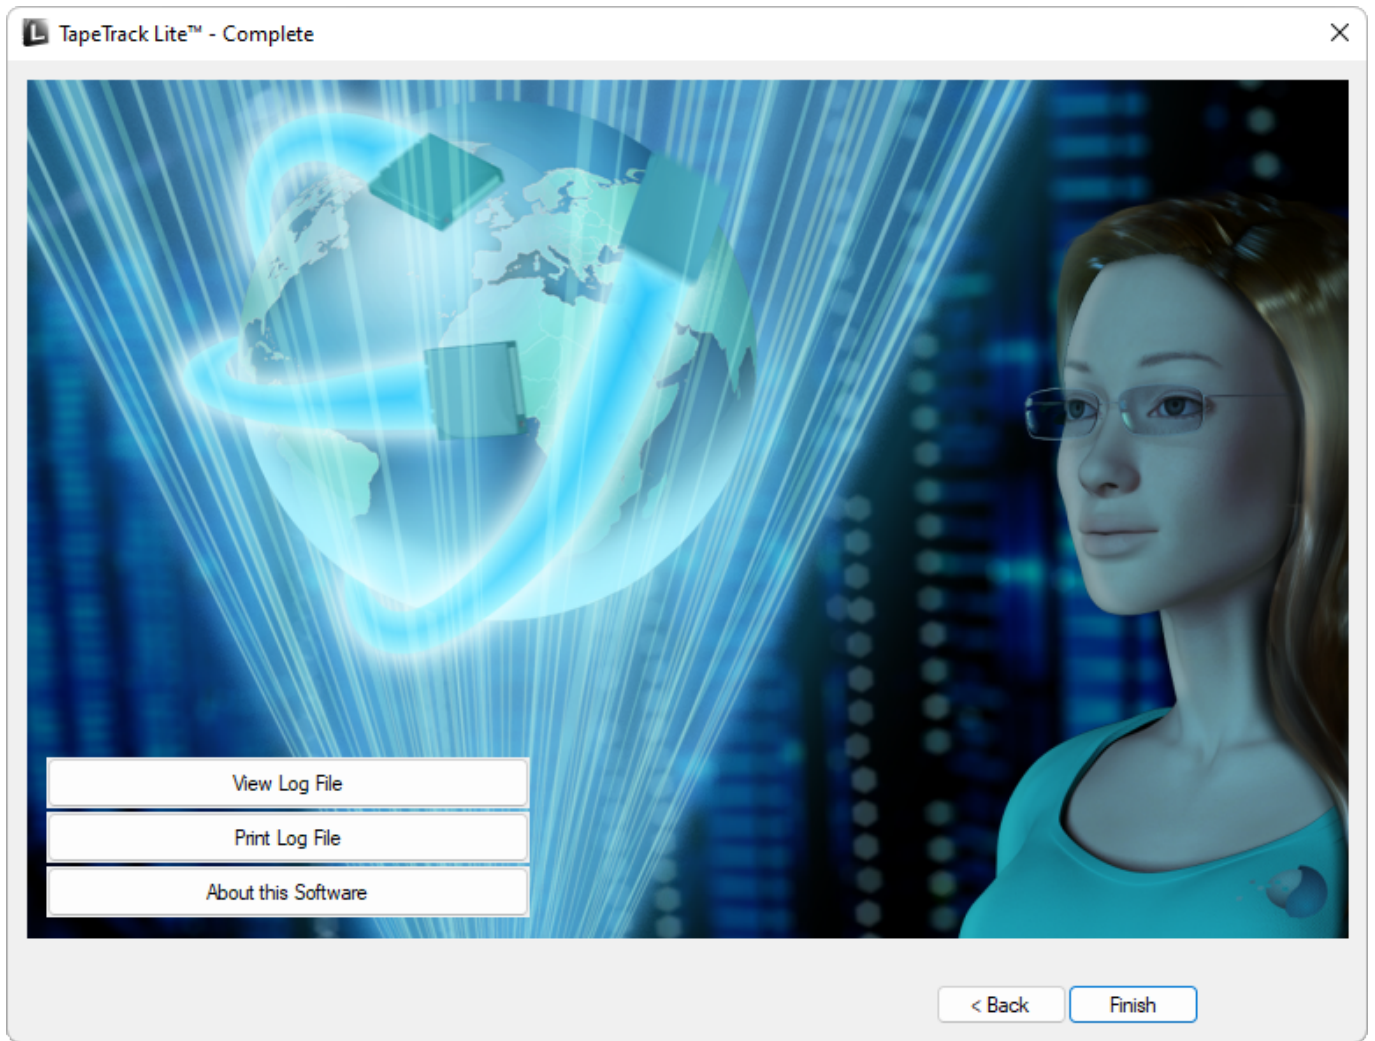 TapeTrack Lite™ - Complete
View Log File
Print Log File
About this Software
< Back
Finish